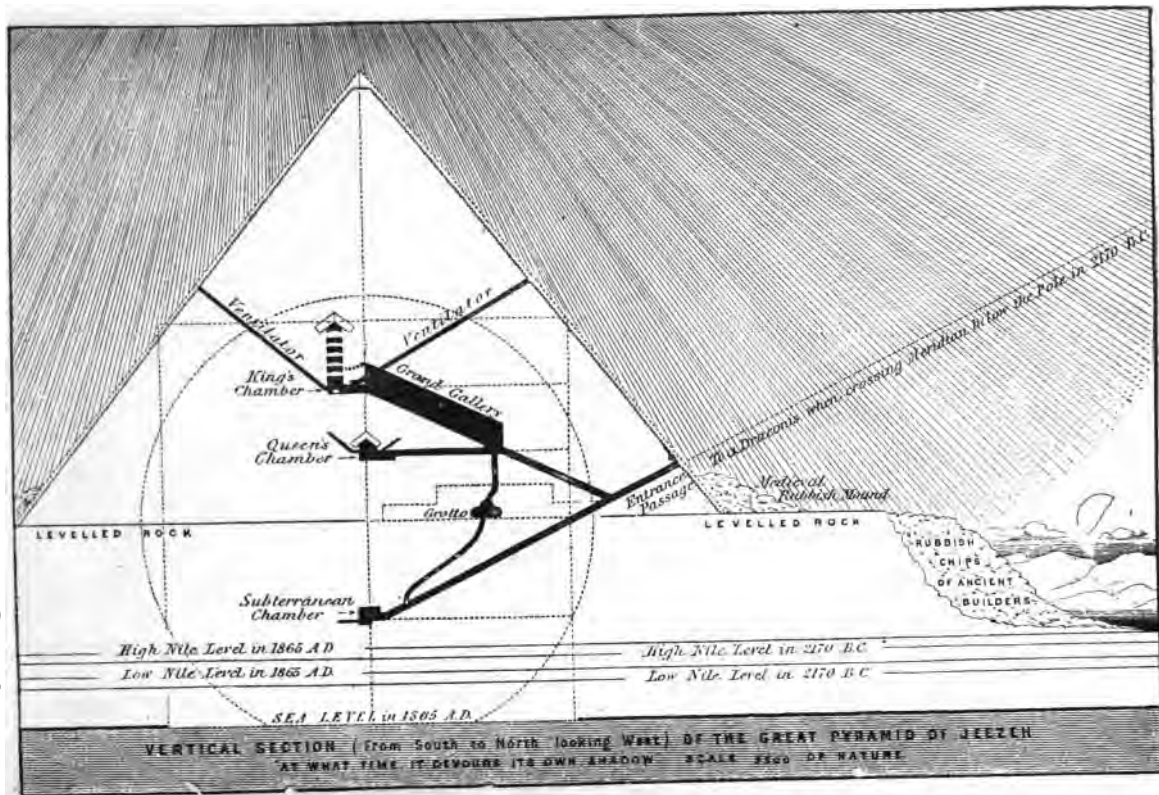 Ventilator
Ventilator
King's
Chamber
Grand
Gallery
Queen's
Chamber
Draconis when crossing Meridian below the Pole in 2170 B.C.
Entrance
Passage
Medieval
Rubbish Mound
Grotto
LEVELLED ROCK
LEVELLED ROCK
RUBBISH
CHIPS
OF ANCIENT
BUILDERS
Subterranean
Chamber
High Nile Level in 1865 A.D.
High Nile Level in 2170 B.C.
Low Nile Level in 1865 A.D.
Low Nile Level in 2170 B.C.
SEA LEVEL in 1865 A.D.
VERTICAL SECTION (From South to North looking West) OF THE GREAT PYRAMID OF JEEZEH
AT WHAT TIME IT DEVOURS ITS OWN SHADOW. SCALE OF NATURE